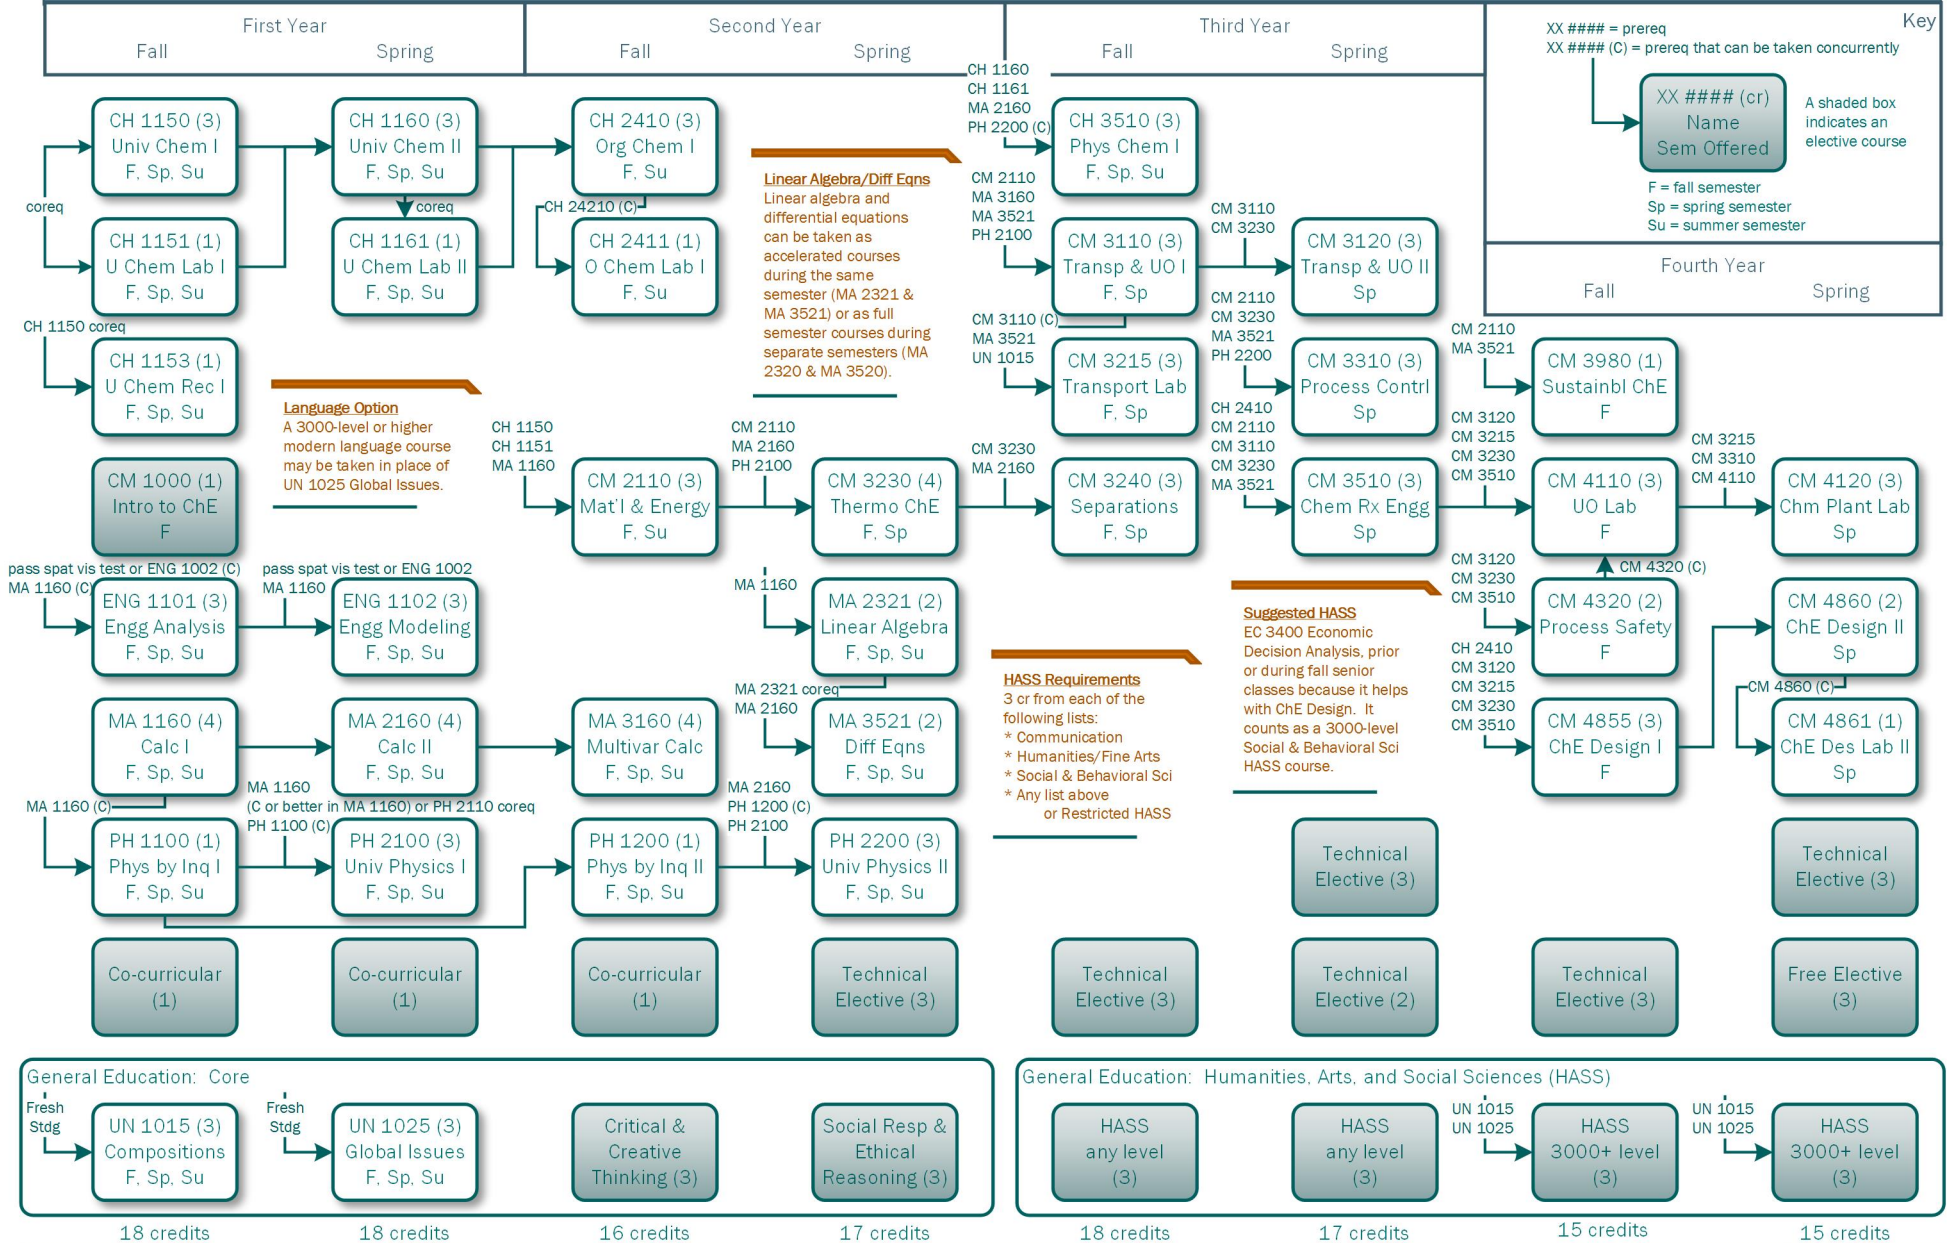 First Year
Fall
Spring
Second Year
Fall
Spring
Third Year
Fall
Spring
Key
XX #### = prereq
XX #### (C) = prereq that can be taken concurrently
XX #### (cr)
Name
Sem Offered
A shaded box
indicates an
elective course
F = fall semester
Sp = spring semester
Su = summer semester
Fourth Year
Fall
Spring
coreq
CH 1150 (3)
Univ Chem I
F, Sp, Su
CH 1151 (1)
U Chem Lab I
F, Sp, Su
CH 1150 coreq
CH 1153 (1)
U Chem Rec I
F, Sp, Su
CM 1000 (1)
Intro to ChE
F
pass spat vis test or ENG 1002 (C)
MA 1160 (C)
ENG 1101 (3)
Engg Analysis
F, Sp, Su
MA 1160 (4)
Calc I
F, Sp, Su
MA 1160 (C)
PH 1100 (1)
Phys by Inq I
F, Sp, Su
Co-curricular
(1)
CH 1160 (3)
Univ Chem II
F, Sp, Su
coreq
CH 1161 (1)
U Chem Lab II
F, Sp, Su
Language Option
A 3000-level or higher
modern language course
may be taken in place of
UN 1025 Global Issues.
pass spat vis test or ENG 1002
MA 1160
ENG 1102 (3)
Engg Modeling
F, Sp, Su
MA 2160 (4)
Calc II
F, Sp, Su
MA 1160
(C or better in MA 1160) or PH 2110 coreq
PH 1100 (C)
PH 2100 (3)
Univ Physics I
F, Sp, Su
Co-curricular
(1)
CH 2410 (3)
Org Chem I
F, Su
CH 24210 (C)
CH 2411 (1)
O Chem Lab I
F, Su
CH 1150
CH 1151
MA 1160
CM 2110 (3)
Mat'l & Energy
F, Su
MA 3160 (4)
Multivar Calc
F, Sp, Su
PH 1200 (1)
Phys by Inq II
F, Sp, Su
Co-curricular
(1)
Linear Algebra/Diff Eqns
Linear algebra and
differential equations
can be taken as
accelerated courses
during the same
semester (MA 2321 &
MA 3521) or as full
semester courses during
separate semesters (MA
2320 & MA 3520).
CM 2110
MA 2160
PH 2100
CM 3230 (4)
Thermo ChE
F, Sp
MA 1160
MA 2321 (2)
Linear Algebra
F, Sp, Su
MA 2321 coreq
MA 2160
MA 3521 (2)
Diff Eqns
F, Sp, Su
MA 2160
PH 1200 (C)
PH 2100
PH 2200 (3)
Univ Physics II
F, Sp, Su
Technical
Elective (3)
CH 1160
CH 1161
MA 2160
PH 2200 (C)
CH 3510 (3)
Phys Chem I
F, Sp, Su
CM 2110
MA 3160
MA 3521
PH 2100
CM 3110 (3)
Transp & UO I
F, Sp
CM 3110 (C)
MA 3521
UN 1015
CM 3215 (3)
Transport Lab
F, Sp
CM 3230
MA 2160
CM 3240 (3)
Separations
F, Sp
HASS Requirements
3 cr from each of the
following lists:
* Communication
* Humanities/Fine Arts
* Social & Behavioral Sci
* Any list above
or Restricted HASS
Technical
Elective (3)
CM 3110
CM 3230
CM 3120 (3)
Transp & UO II
Sp
CM 2110
CM 3230
MA 3521
PH 2200
CM 3310 (3)
Process Contrl
Sp
CH 2410
CM 2110
CM 3110
CM 3230
MA 3521
CM 3510 (3)
Chem Rx Engg
Sp
Suggested HASS
EC 3400 Economic
Decision Analysis, prior
or during fall senior
classes because it helps
with ChE Design. It
counts as a 3000-level
Social & Behavioral Sci
HASS course.
Technical
Elective (3)
Technical
Elective (2)
CM 2110
MA 3521
CM 3980 (1)
Sustainbl ChE
F
CM 3120
CM 3215
CM 3230
CM 3510
CM 4110 (3)
UO Lab
F
CM 3120
CM 3230
CM 3510
CM 4320 (C)
CM 4320 (2)
Process Safety
F
CH 2410
CM 3120
CM 3215
CM 3230
CM 3510
CM 4855 (3)
ChE Design I
F
Technical
Elective (3)
CM 3215
CM 3310
CM 4110
CM 4120 (3)
Chm Plant Lab
Sp
CM 4860 (2)
ChE Design II
Sp
CM 4860 (C)
CM 4861 (1)
ChE Des Lab II
Sp
Technical
Elective (3)
Free Elective
(3)
General Education: Core
Fresh
Stdg
UN 1015 (3)
Compositions
F, Sp, Su
Fresh
Stdg
UN 1025 (3)
Global Issues
F, Sp, Su
Critical &
Creative
Thinking (3)
Social Resp &
Ethical
Reasoning (3)
General Education: Humanities, Arts, and Social Sciences (HASS)
HASS
any level
(3)
HASS
any level
(3)
UN 1015
UN 1025
HASS
3000+ level
(3)
UN 1015
UN 1025
HASS
3000+ level
(3)
18 credits
18 credits
16 credits
17 credits
18 credits
17 credits
15 credits
15 credits